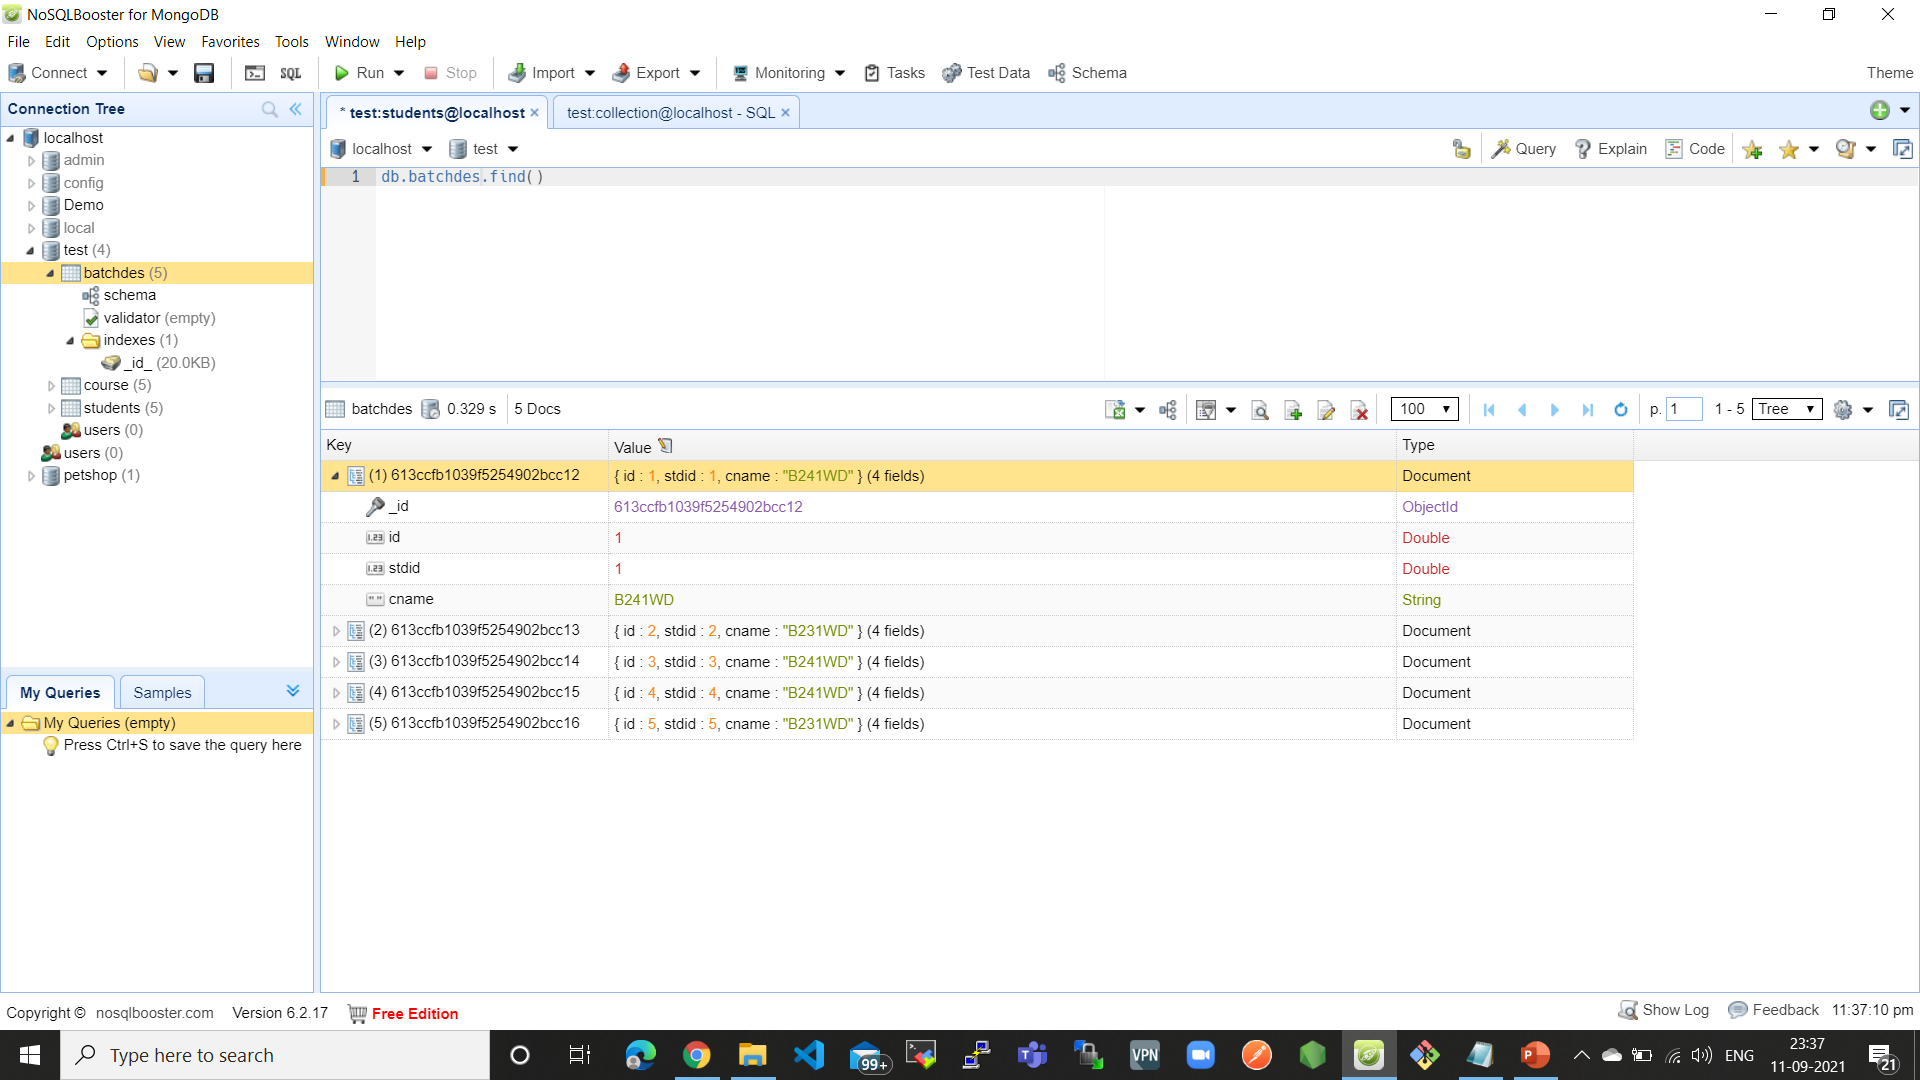 NoSQLBooster for MongoDB
File Edit Options View Favorites Tools Window Help
Connect SQL Run Stop Import Export Monitoring Tasks Test Data Schema Theme
Connection Tree
localhost
admin
config
Demo
local
test (4)
batchdes (5)
schema
validator (empty)
indexes (1)
_id_ (20.0KB)
course (5)
students (5)
users (0)
users (0)
petshop (1)
My Queries Samples
My Queries (empty)
Press Ctrl+S to save the query here
* test:students@localhost × test:collection@localhost - SQL ×
localhost test Query Explain Code
1 db.batchdes.find()
batchdes 0.329 s 5 Docs 100 p. 1 1 - 5 Tree
Key Value Type
(1) 613ccfb1039f5254902bcc12 { id : 1, stdid : 1, cname : "B241WD" } (4 fields) Document
_id 613ccfb1039f5254902bcc12 ObjectId
1.23 id 1 Double
1.23 stdid 1 Double
" " cname B241WD String
(2) 613ccfb1039f5254902bcc13 { id : 2, stdid : 2, cname : "B231WD" } (4 fields) Document
(3) 613ccfb1039f5254902bcc14 { id : 3, stdid : 3, cname : "B241WD" } (4 fields) Document
(4) 613ccfb1039f5254902bcc15 { id : 4, stdid : 4, cname : "B241WD" } (4 fields) Document
(5) 613ccfb1039f5254902bcc16 { id : 5, stdid : 5, cname : "B231WD" } (4 fields) Document
Copyright © nosqlbooster.com Version 6.2.17 Free Edition Show Log Feedback 11:37:10 pm
Type here to search 99+ VPN ENG 23:37
11-09-2021 21